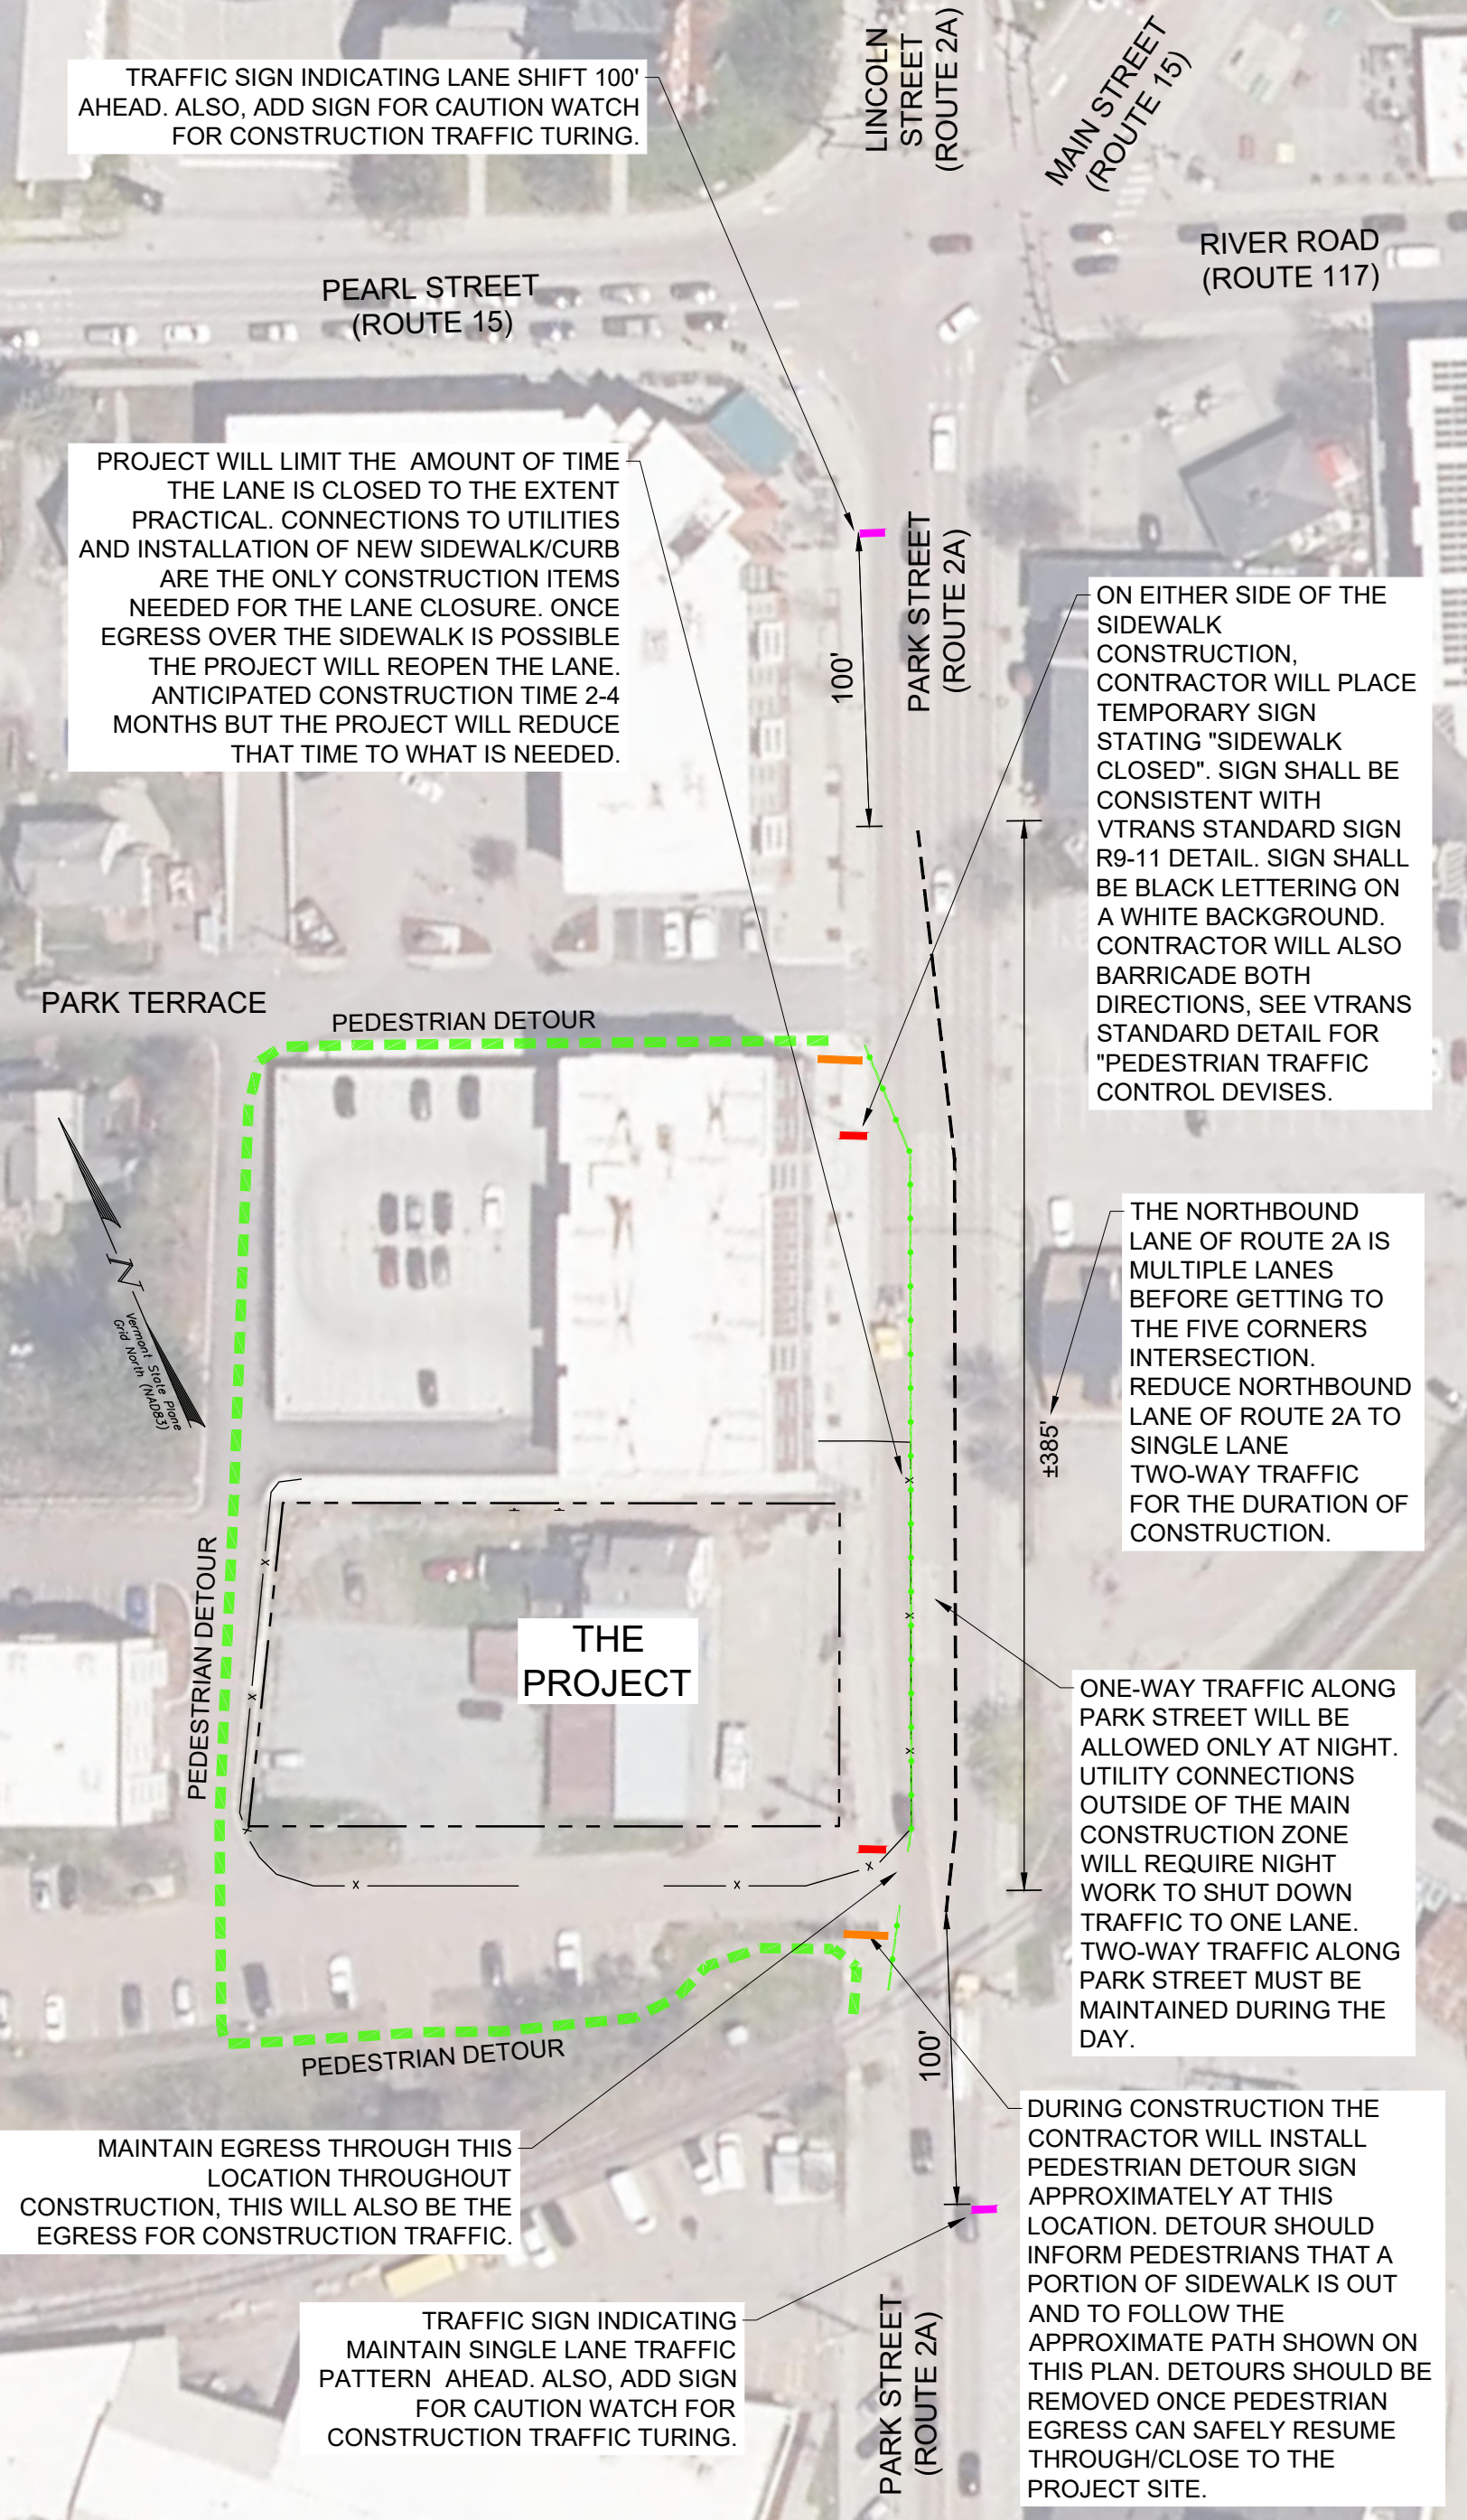 LINCOLN
STREET
(ROUTE 2A)
MAIN STREET
(ROUTE 15)
TRAFFIC SIGN INDICATING LANE SHIFT 100'
AHEAD. ALSO, ADD SIGN FOR CAUTION WATCH
FOR CONSTRUCTION TRAFFIC TURING.
RIVER ROAD
(ROUTE 117)
PEARL STREET
(ROUTE 15)
PROJECT WILL LIMIT THE AMOUNT OF TIME
THE LANE IS CLOSED TO THE EXTENT
PRACTICAL. CONNECTIONS TO UTILITIES
AND INSTALLATION OF NEW SIDEWALK/CURB
ARE THE ONLY CONSTRUCTION ITEMS
NEEDED FOR THE LANE CLOSURE. ONCE
EGRESS OVER THE SIDEWALK IS POSSIBLE
THE PROJECT WILL REOPEN THE LANE.
ANTICIPATED CONSTRUCTION TIME 2-4
MONTHS BUT THE PROJECT WILL REDUCE
THAT TIME TO WHAT IS NEEDED.
100'
PARK STREET
(ROUTE 2A)
ON EITHER SIDE OF THE
SIDEWALK
CONSTRUCTION,
CONTRACTOR WILL PLACE
TEMPORARY SIGN
STATING "SIDEWALK
CLOSED". SIGN SHALL BE
CONSISTENT WITH
VTRANS STANDARD SIGN
R9-11 DETAIL. SIGN SHALL
BE BLACK LETTERING ON
A WHITE BACKGROUND.
CONTRACTOR WILL ALSO
BARRICADE BOTH
DIRECTIONS, SEE VTRANS
STANDARD DETAIL FOR
"PEDESTRIAN TRAFFIC
CONTROL DEVISES.
PARK TERRACE
PEDESTRIAN DETOUR
N
Vermont State Plane
Grid North (NAD83)
THE NORTHBOUND
LANE OF ROUTE 2A IS
MULTIPLE LANES
BEFORE GETTING TO
THE FIVE CORNERS
INTERSECTION.
REDUCE NORTHBOUND
LANE OF ROUTE 2A TO
SINGLE LANE
TWO-WAY TRAFFIC
FOR THE DURATION OF
CONSTRUCTION.
±385'
PEDESTRIAN DETOUR
THE
PROJECT
ONE-WAY TRAFFIC ALONG
PARK STREET WILL BE
ALLOWED ONLY AT NIGHT.
UTILITY CONNECTIONS
OUTSIDE OF THE MAIN
CONSTRUCTION ZONE
WILL REQUIRE NIGHT
WORK TO SHUT DOWN
TRAFFIC TO ONE LANE.
TWO-WAY TRAFFIC ALONG
PARK STREET MUST BE
MAINTAINED DURING THE
DAY.
PEDESTRIAN DETOUR
100'
MAINTAIN EGRESS THROUGH THIS
LOCATION THROUGHOUT
CONSTRUCTION, THIS WILL ALSO BE THE
EGRESS FOR CONSTRUCTION TRAFFIC.
DURING CONSTRUCTION THE
CONTRACTOR WILL INSTALL
PEDESTRIAN DETOUR SIGN
APPROXIMATELY AT THIS
LOCATION. DETOUR SHOULD
INFORM PEDESTRIANS THAT A
PORTION OF SIDEWALK IS OUT
AND TO FOLLOW THE
APPROXIMATE PATH SHOWN ON
THIS PLAN. DETOURS SHOULD BE
REMOVED ONCE PEDESTRIAN
EGRESS CAN SAFELY RESUME
THROUGH/CLOSE TO THE
PROJECT SITE.
TRAFFIC SIGN INDICATING
MAINTAIN SINGLE LANE TRAFFIC
PATTERN AHEAD. ALSO, ADD SIGN
FOR CAUTION WATCH FOR
CONSTRUCTION TRAFFIC TURING.
PARK STREET
(ROUTE 2A)